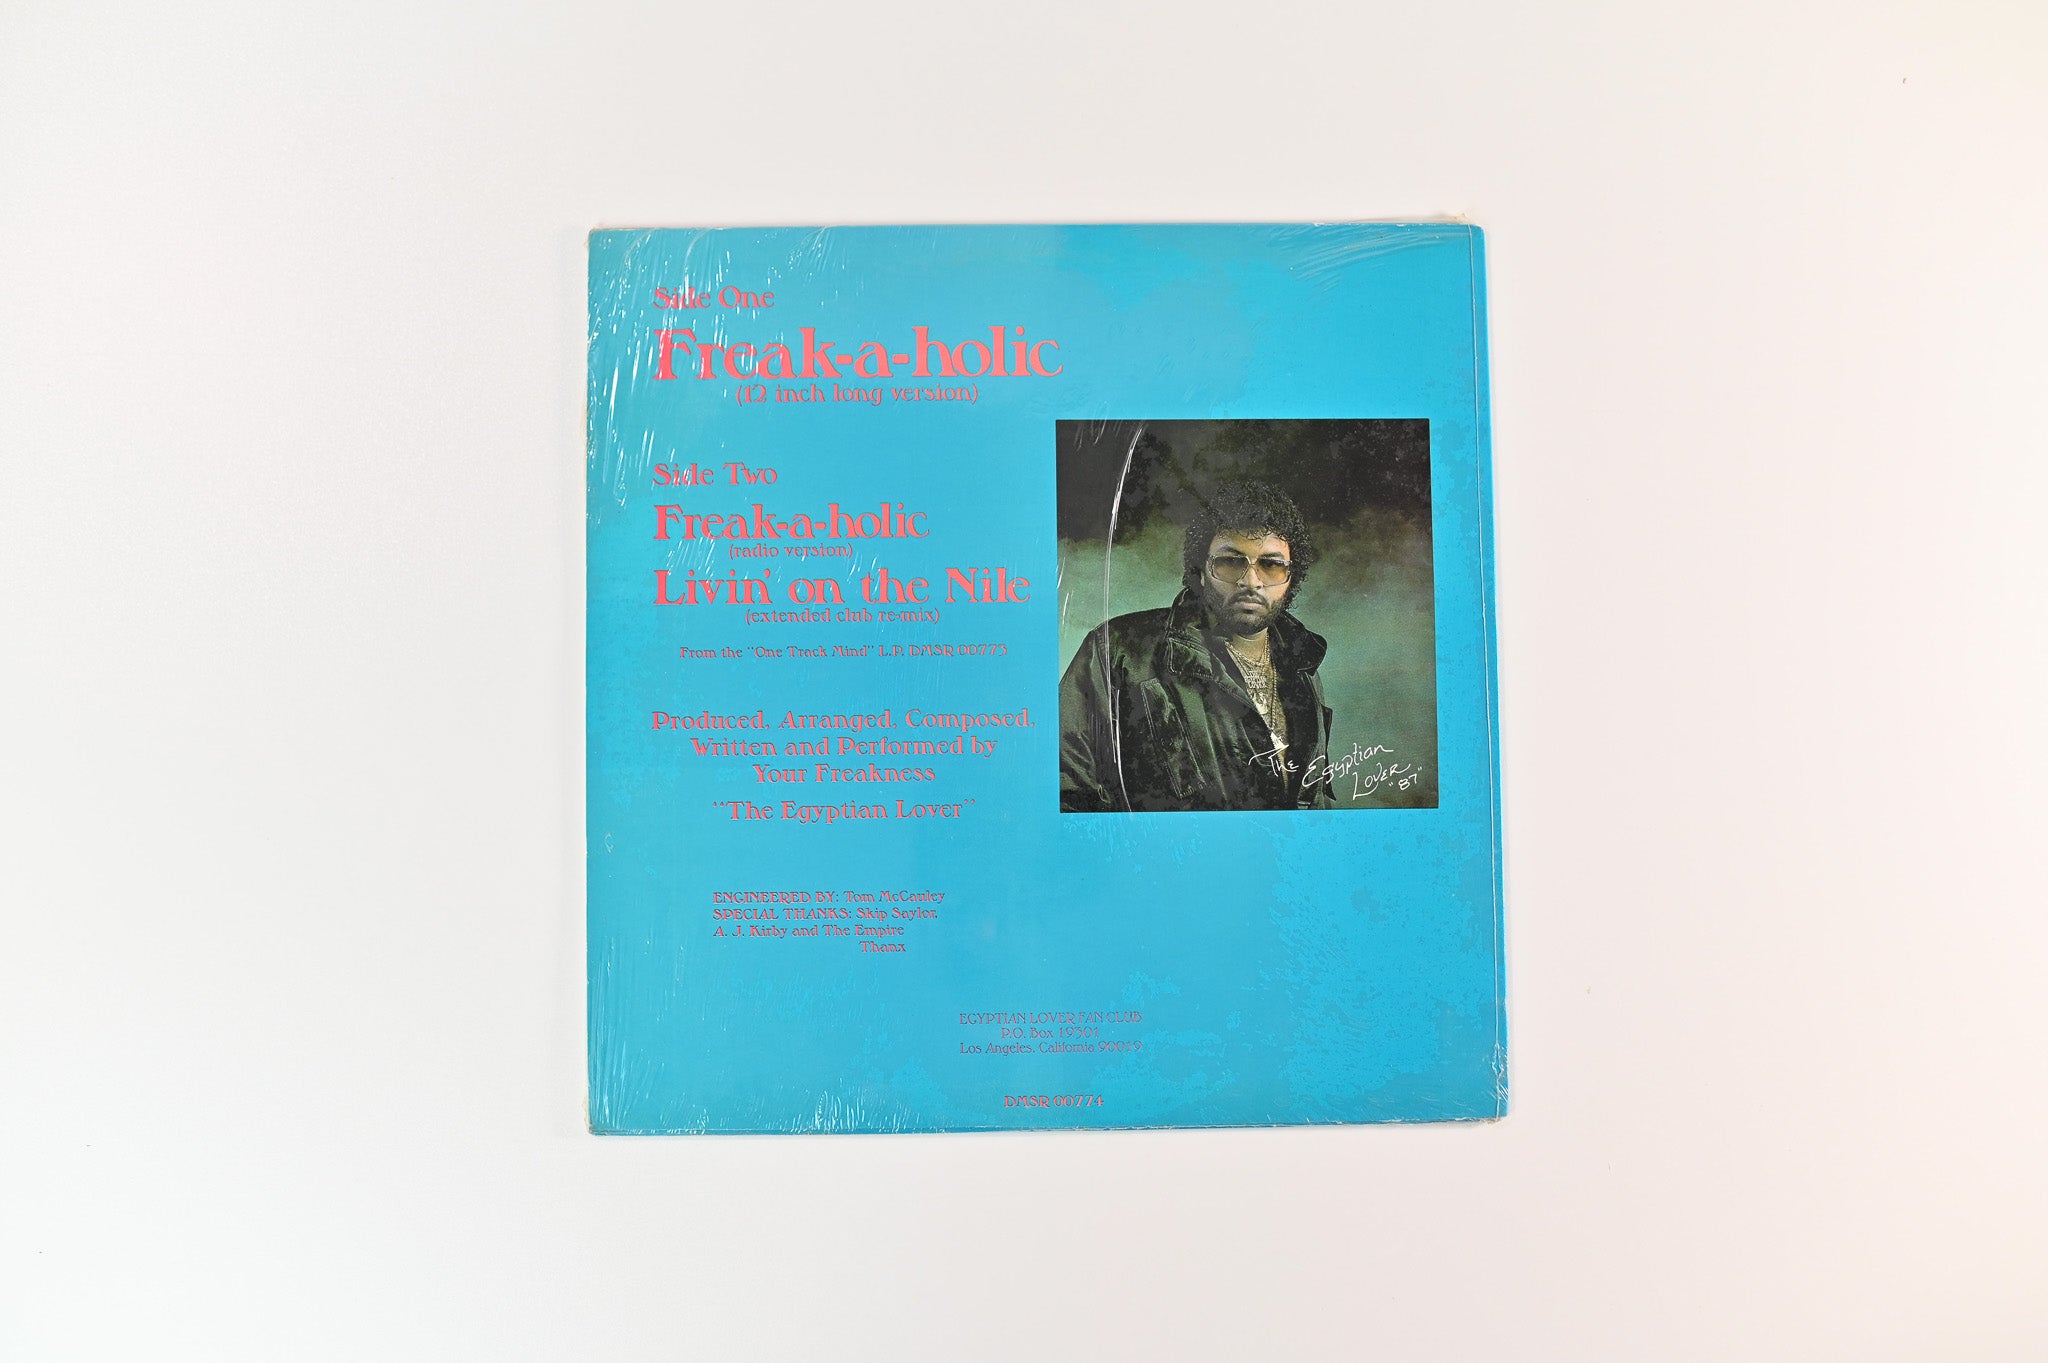 Side One
Freak-a-holic
(12 inch long version)
Side Two
Freak-a-holic
(radio version)
Livin' on the Nile
(extended club re-mix)
From the "One Track Mind" L.P. DMSR 00773
Produced, Arranged, Composed,
Written and Performed by
Your Freakness
"The Egyptian Lover"
The Egyptian
Lover "87"
ENGINEERED BY: Tom McCauley
SPECIAL THANKS: Skip Saylor,
A. J. Kirby and The Empire
Thanx
EGYPTIAN LOVER FAN CLUB
P.O. Box 19301
Los Angeles, California 90019
DMSR 00774